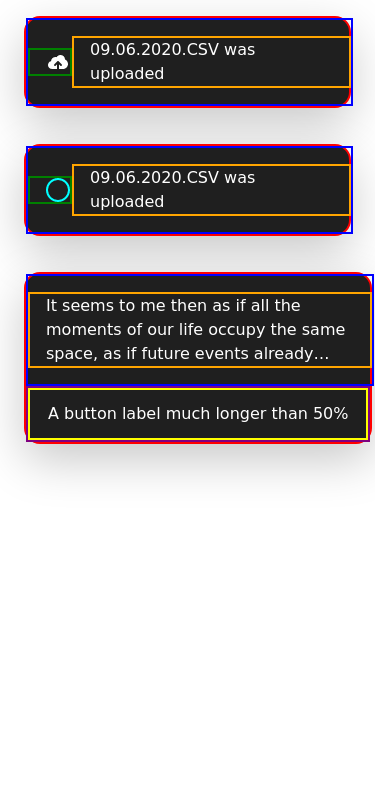 09.06.2020.CSV was
uploaded
09.06.2020.CSV was
uploaded
It seems to me then as if all the
moments of our life occupy the same
space, as if future events already…
A button label much longer than 50%